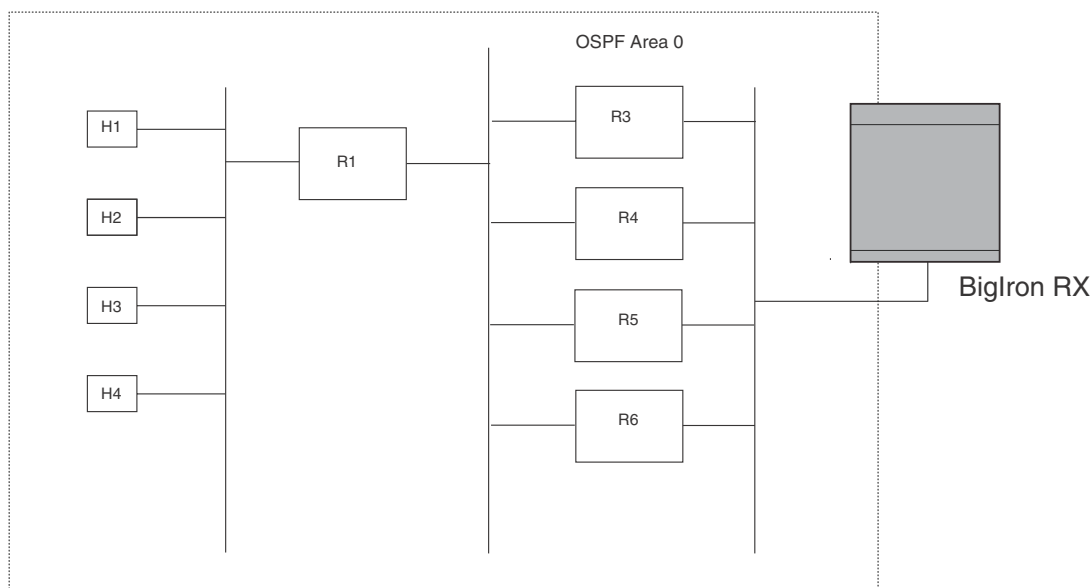 OSPF Area 0
H1
R3
R1
H2
R4
H3
R5
H4
R6
BigIron RX